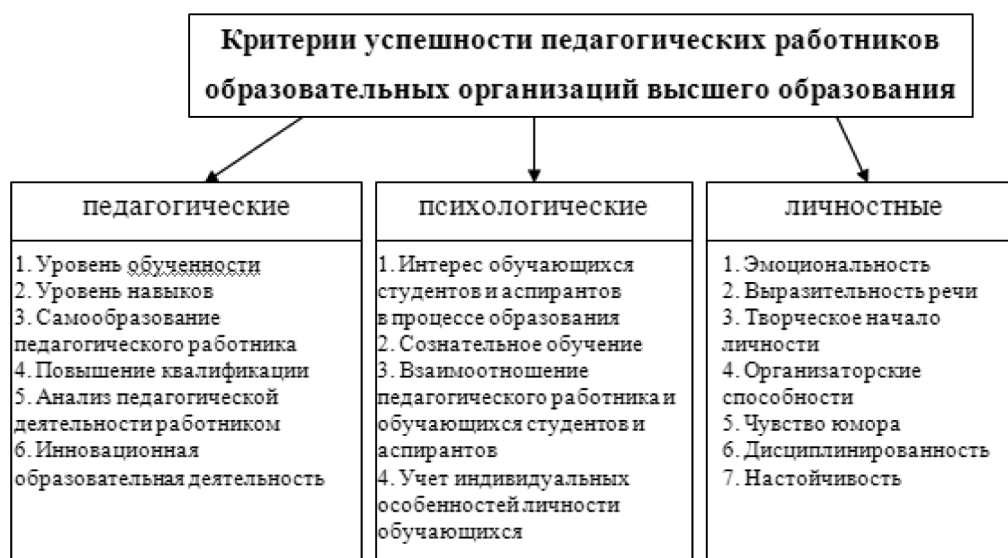 Критерии успешности педагогических работников
образовательных организаций высшего образования
педагогические
1. Уровень обученности
2. Уровень навыков
3. Самообразование
педагогического работника
4. Повышение квалификации
5. Анализ педагогической
деятельности работником
6. Инновационная
образовательная деятельность
психологические
1. Интерес обучающихся
студентов и аспирантов
в процессе образования
2. Сознательное обучение
3. Взаимоотношение
педагогического работника и
обучающихся студентов и
аспирантов
4. Учет индивидуальных
особенностей личности
обучающихся
личностные
1. Эмоциональность
2. Выразительность речи
3. Творческое начало
личности
4. Организаторские
способности
5. Чувство юмора
6. Дисциплинированность
7. Настойчивость